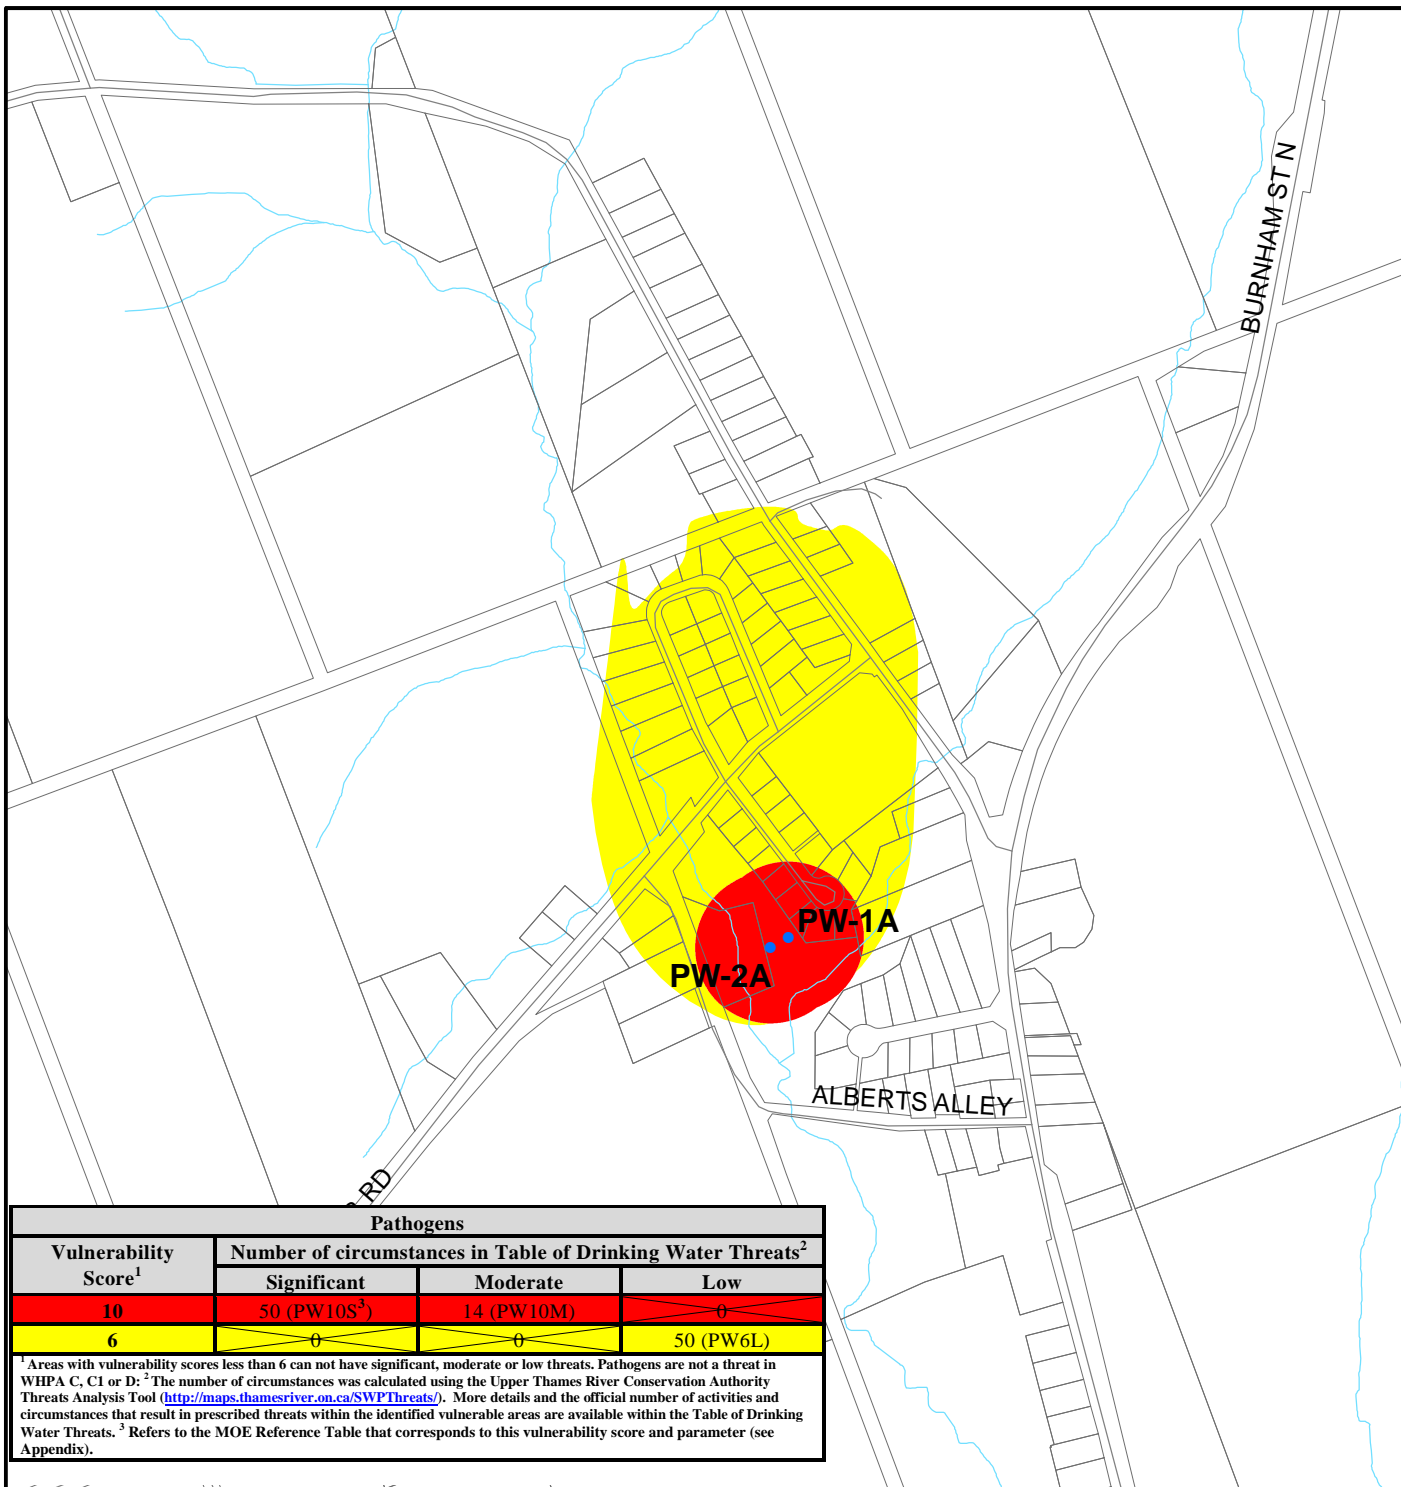 BURNHAM ST N
PW-1A
PW-2A
ALBERTS ALLEY
RD
Pathogens
Vulnerability Score¹
Number of circumstances in Table of Drinking Water Threats²
Significant Moderate Low
10 50 (PW10S³) 14 (PW10M) 0
6 0 0 50 (PW6L)
¹ Areas with vulnerability scores less than 6 can not have significant, moderate or low threats. Pathogens are not a threat in
WHPA C, C1 or D: ² The number of circumstances was calculated using the Upper Thames River Conservation Authority
Threats Analysis Tool (http://maps.thamesriver.on.ca/SWPThreats/). More details and the official number of activities and
circumstances that result in prescribed threats within the identified vulnerable areas are available within the Table of Drinking
Water Threats. ³ Refers to the MOE Reference Table that corresponds to this vulnerability score and parameter (see
Appendix).